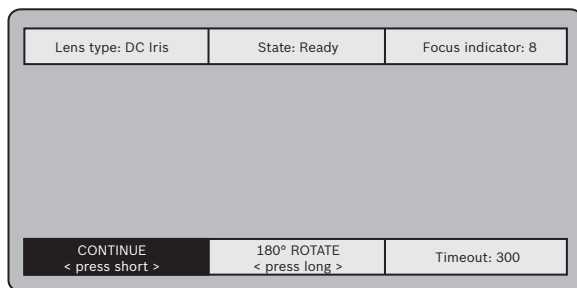 Lens type: DC Iris
State: Ready
Focus indicator: 8
CONTINUE
< press short >
180° ROTATE
< press long >
Timeout: 300